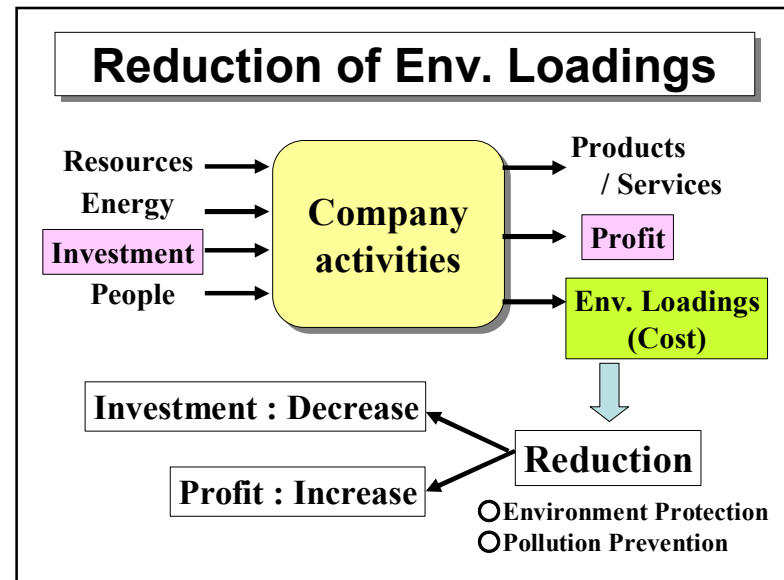 Reduction of Env. Loadings
Resources
Energy
Investment
People
Company
activities
Products
/ Services
Profit
Env. Loadings
(Cost)
Investment : Decrease
Profit : Increase
Reduction
○Environment Protection
○Pollution Prevention